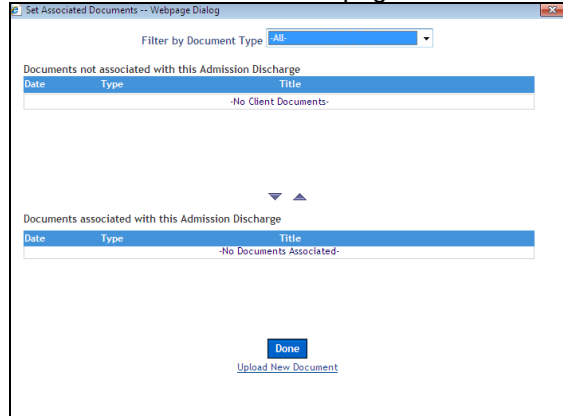 Set Associated Documents -- Webpage Dialog
Filter by Document Type -All-
Documents not associated with this Admission Discharge
Date Type Title
-No Client Documents-
Documents associated with this Admission Discharge
Date Type Title
-No Documents Associated-
Done
Upload New Document